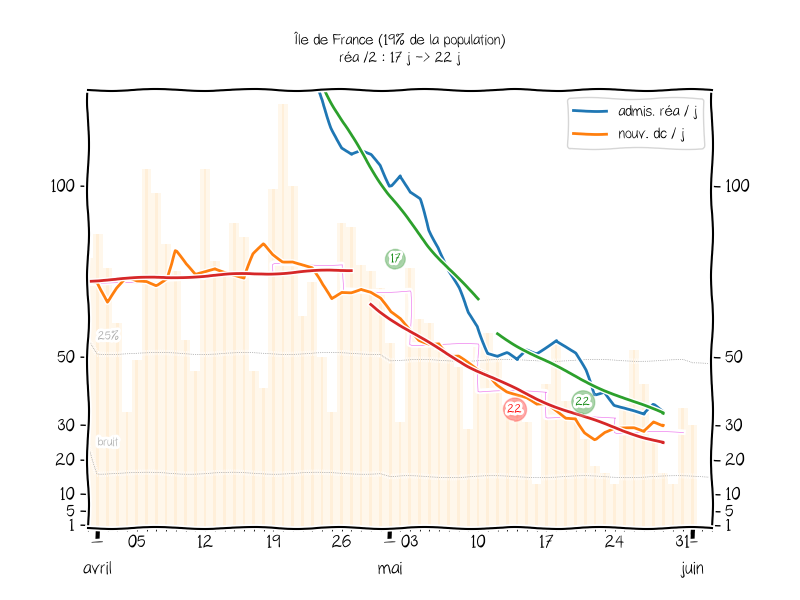 Île de France (19% de la population)
réa /2 : 17 j -> 22 j
admis. réa / j
nouv. dc / j
100
100
17
25%
50
50
22
22
30
30
bruit
20
20
10
10
5
5
1
1
05 12 19 26 03 10 17 24 31
avril mai juin